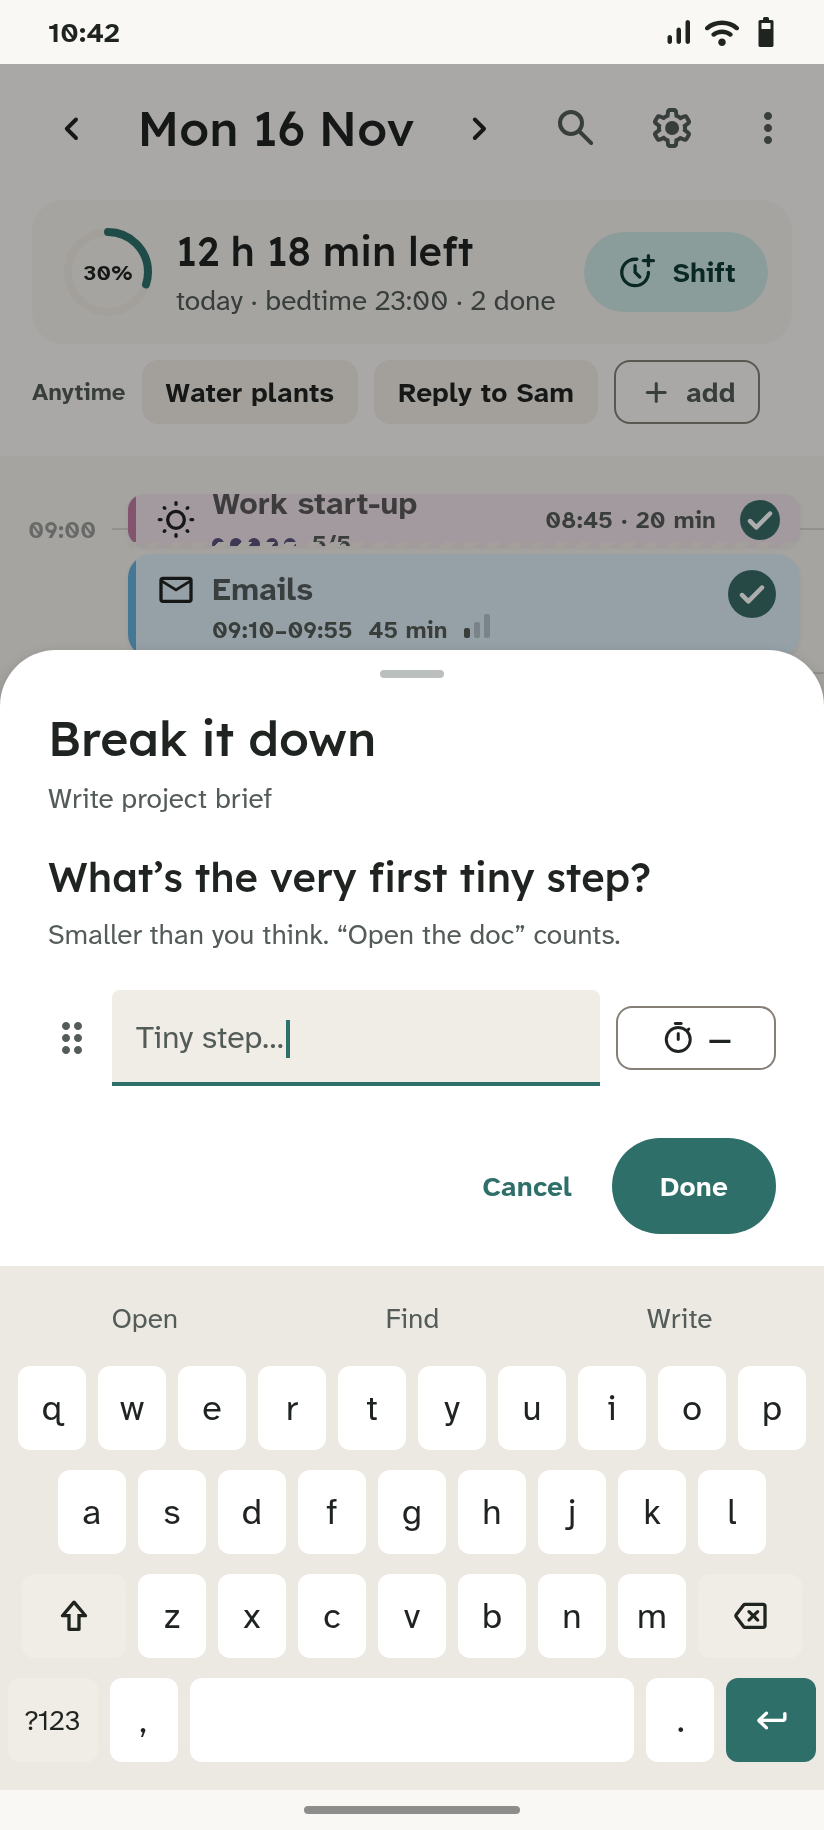 10:42
Mon 16 Nov
30%
12 h 18 min left
today · bedtime 23:00 · 2 done
Shift
Anytime
Water plants
Reply to Sam
+ add
09:00
Work start-up
5/5
08:45 · 20 min
Emails
09:10–09:55 45 min
Break it down
Write project brief
What’s the very first tiny step?
Smaller than you think. “Open the doc” counts.
Tiny step…
–
Cancel
Done
Open Find Write
q w e r t y u i o p
a s d f g h j k l
z x c v b n m
?123 , .